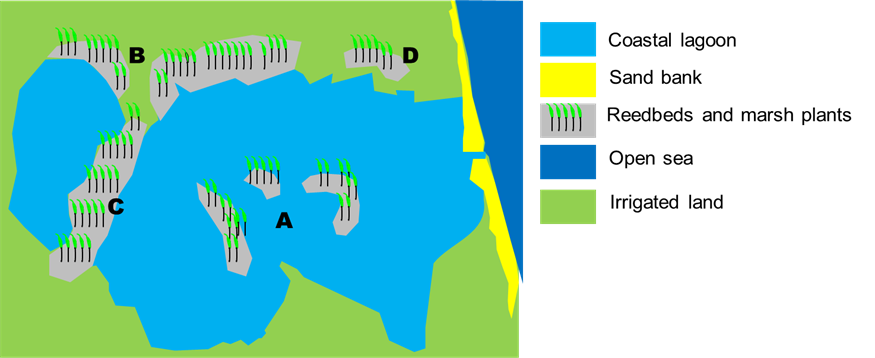 B
D
C
A
Coastal lagoon
Sand bank
Reedbeds and marsh plants
Open sea
Irrigated land